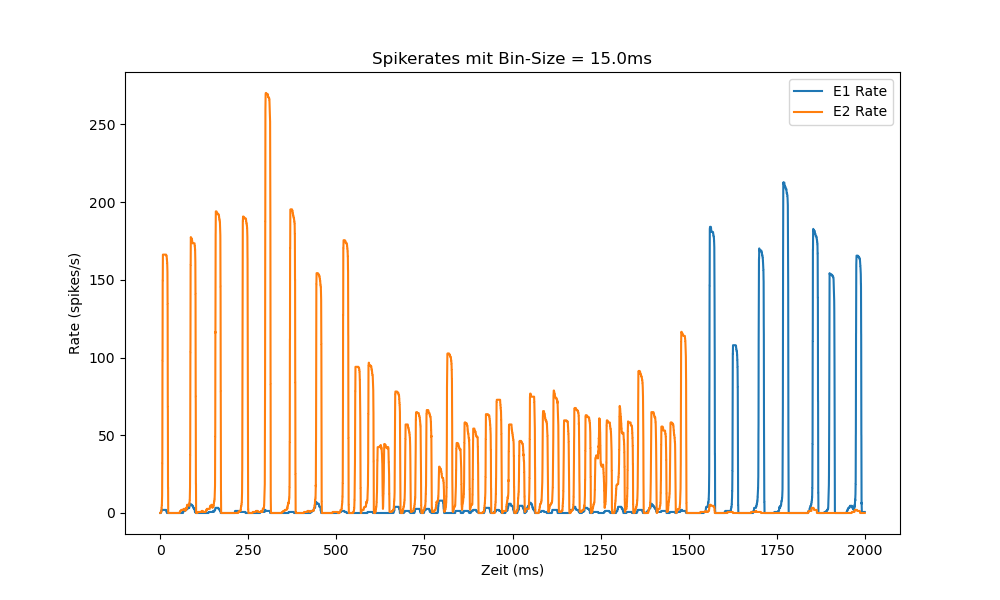 Spikerates mit Bin-Size = 15.0ms
E1 Rate
E2 Rate
Rate (spikes/s)
250
200
150
100
50
0
0 250 500 750 1000 1250 1500 1750 2000
Zeit (ms)